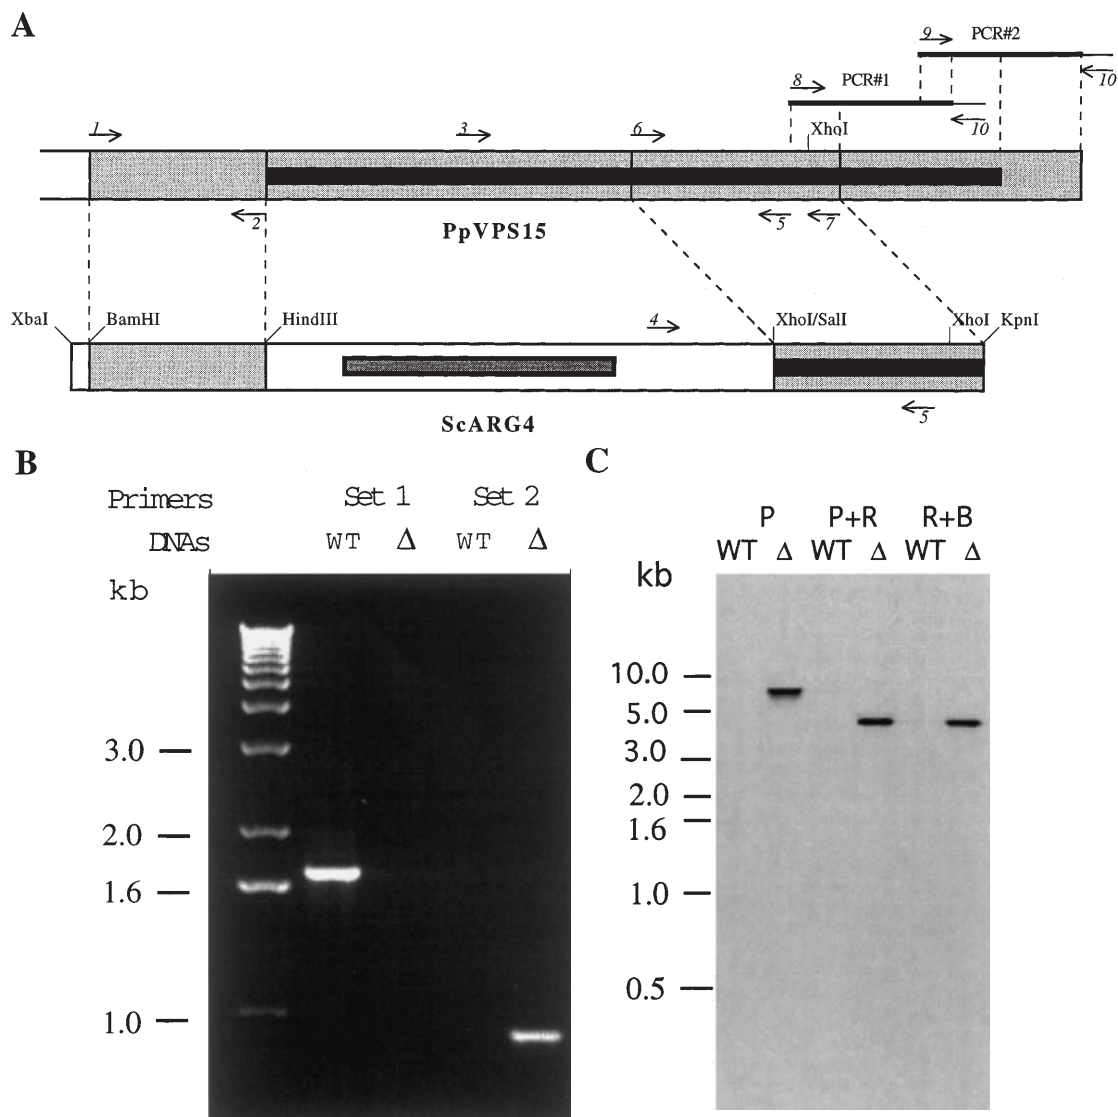 A
9 PCR#2
10
8 PCR#1
10
1 3 6 XhoI
2 5 7
PpVPS15
XbaI BamHI HindIII 4 XhoI/SalI XhoI KpnI
5
ScARG4
B
Primers Set 1 Set 2
DNAs WT Δ WT Δ
kb
3.0
2.0
1.6
1.0
C
P P+R R+B
WT Δ WT Δ WT Δ
kb
10.0
5.0
3.0
2.0
1.6
1.0
0.5